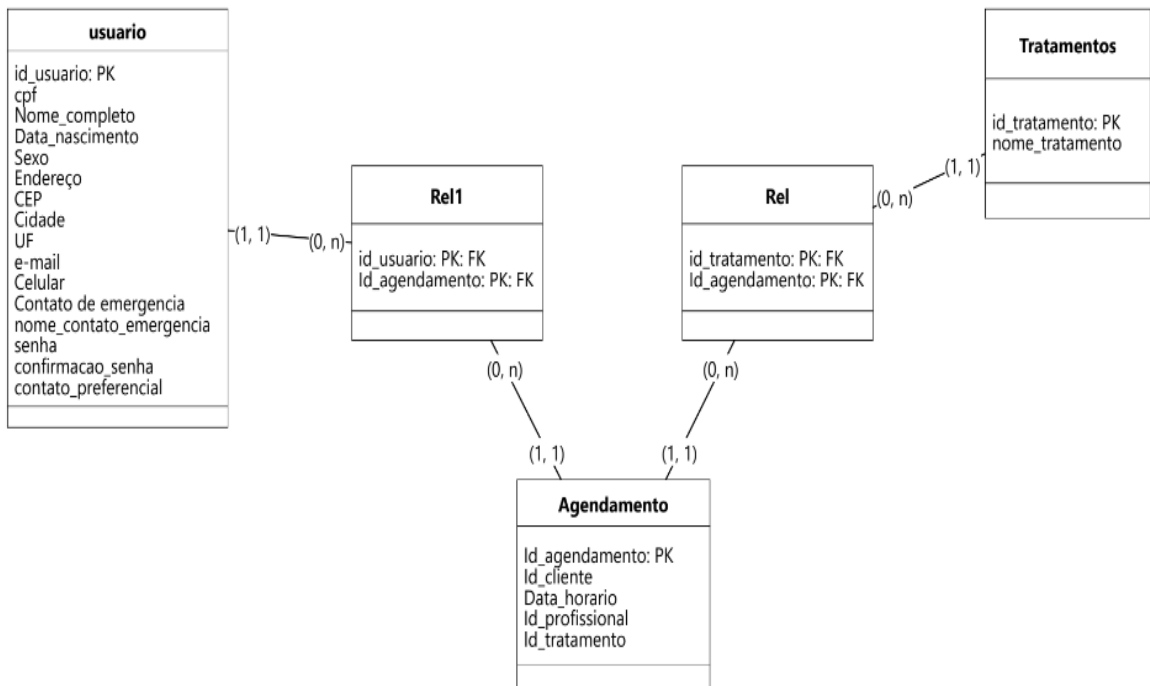 usuario
id_usuario: PK
cpf
Nome_completo
Data_nascimento
Sexo
Endereço
CEP
Cidade
UF
e-mail
Celular
Contato de emergencia
nome_contato_emergencia
senha
confirmacao_senha
contato_preferencial
(1, 1)
(0, n)
Rel1
id_usuario: PK: FK
Id_agendamento: PK: FK
(0, n)
(1, 1)
Rel
id_tratamento: PK: FK
Id_agendamento: PK: FK
(0, n)
(1, 1)
(0, n)
(1, 1)
Tratamentos
id_tratamento: PK
nome_tratamento
Agendamento
Id_agendamento: PK
Id_cliente
Data_horario
Id_profissional
Id_tratamento